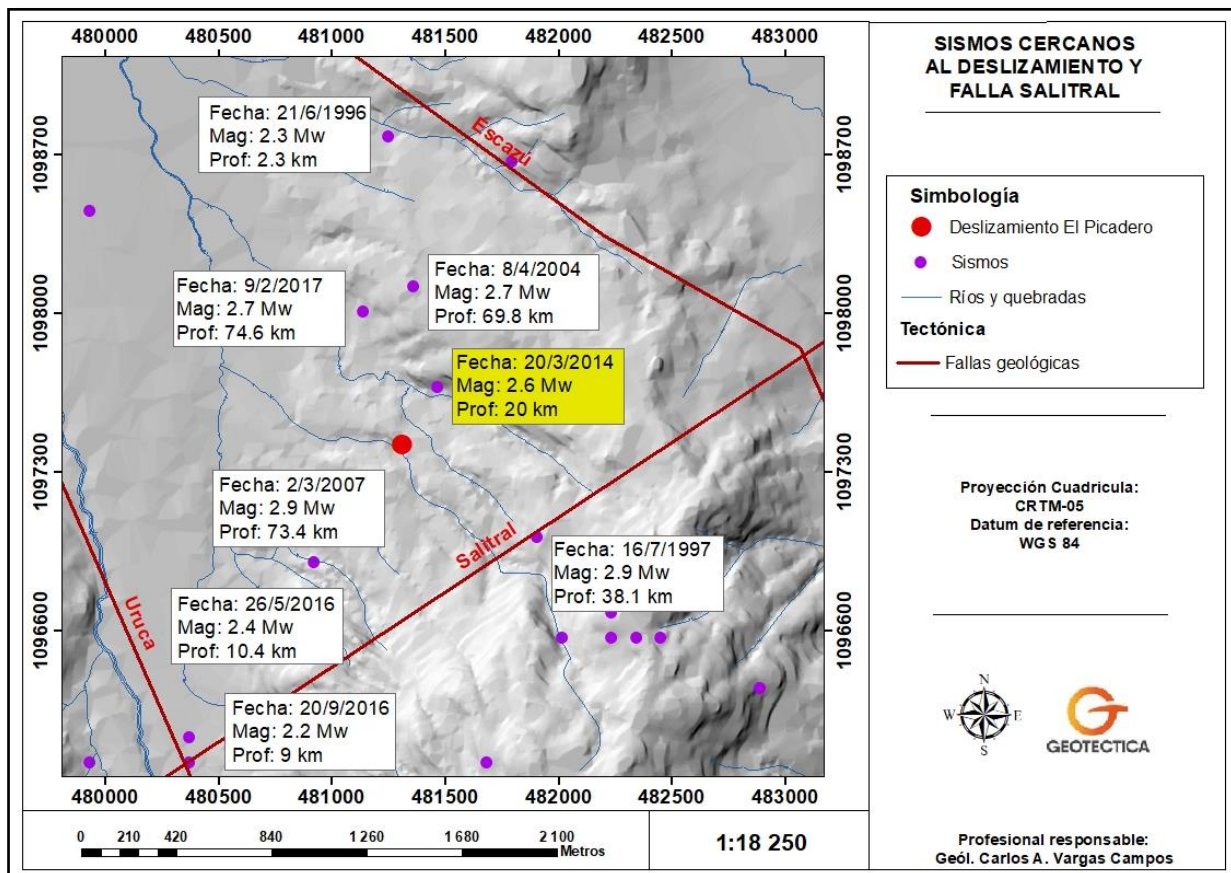 480000 480500 481000 481500 482000 482500 483000
1098700
1098000
1097300
1096600
Fecha: 21/6/1996
Mag: 2.3 Mw
Prof: 2.3 km
Escazú
Fecha: 8/4/2004
Mag: 2.7 Mw
Prof: 69.8 km
Fecha: 9/2/2017
Mag: 2.7 Mw
Prof: 74.6 km
Fecha: 20/3/2014
Mag: 2.6 Mw
Prof: 20 km
Fecha: 2/3/2007
Mag: 2.9 Mw
Prof: 73.4 km
Salitral
Fecha: 16/7/1997
Mag: 2.9 Mw
Prof: 38.1 km
Uruca
Fecha: 26/5/2016
Mag: 2.4 Mw
Prof: 10.4 km
Fecha: 20/9/2016
Mag: 2.2 Mw
Prof: 9 km
1098700
1098000
1097300
1096600
480000 480500 481000 481500 482000 482500 483000
0 210 420 840 1 260 1 680 2 100
Metros
1:18 250
SISMOS CERCANOS
AL DESLIZAMIENTO Y
FALLA SALITRAL
Simbología
Deslizamiento El Picadero
Sismos
Ríos y quebradas
Tectónica
Fallas geológicas
Proyección Cuadricula:
CRTM-05
Datum de referencia:
WGS 84
N
W E
S
GEOTECTICA
Profesional responsable:
Geól. Carlos A. Vargas Campos